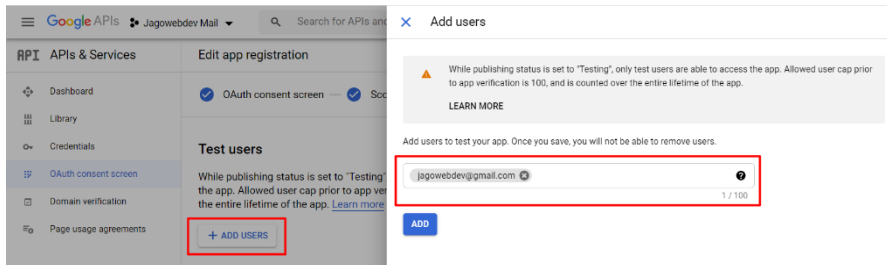 Google APIs Jagowebdev Mail Search for APIs and
API APIs & Services
Dashboard
Library
Credentials
OAuth consent screen
Domain verification
Page usage agreements
Edit app registration
OAuth consent screen — Sco
Test users
While publishing status is set to "Testing"
the app. Allowed user cap prior to app ver
the entire lifetime of the app. Learn more
+ ADD USERS
Add users
While publishing status is set to "Testing", only test users are able to access the app. Allowed user cap prior
to app verification is 100, and is counted over the entire lifetime of the app.
LEARN MORE
Add users to test your app. Once you save, you will not be able to remove users.
jagowebdev@gmail.com
1 / 100
ADD